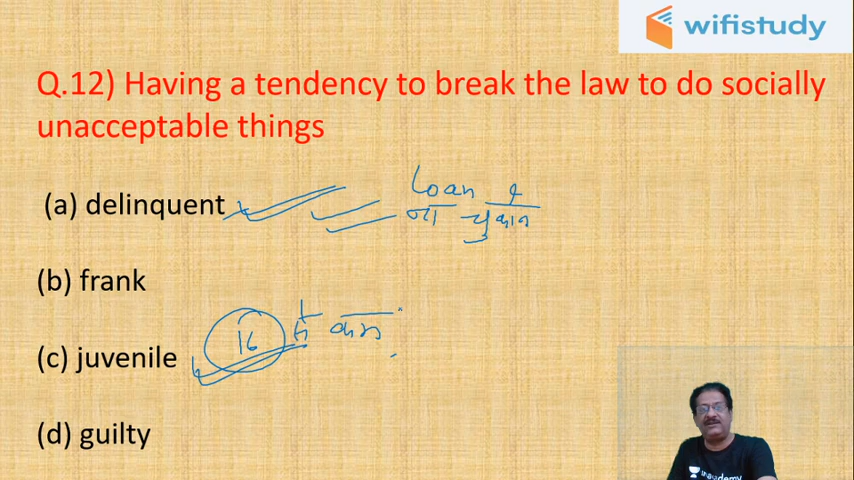 wifistudy
Q.12) Having a tendency to break the law to do socially
unacceptable things
(a) delinquent
Loan
(b) frank
(c) juvenile
16
(d) guilty
unacademy